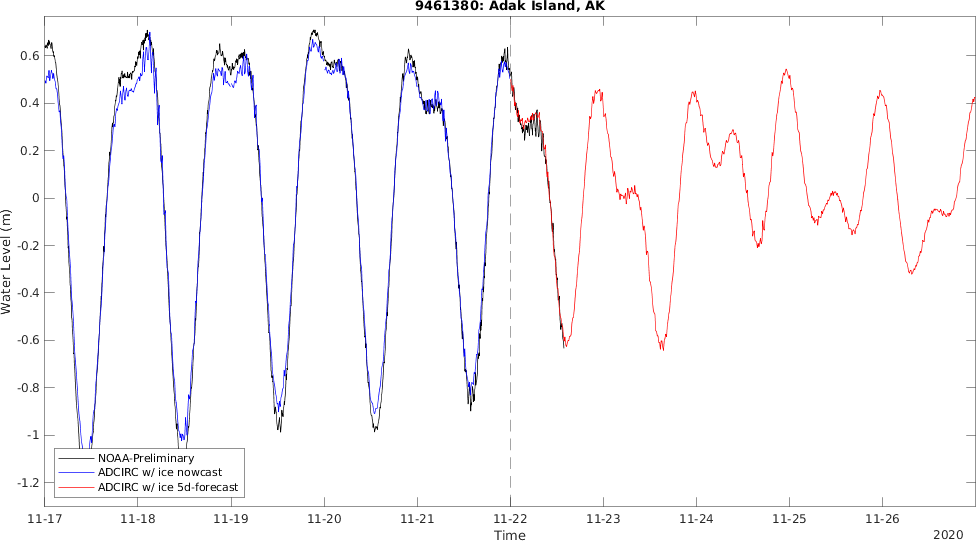 9461380: Adak Island, AK
Water Level (m)
0.6
0.4
0.2
0
-0.2
-0.4
-0.6
-0.8
-1
-1.2
NOAA-Preliminary
ADCIRC w/ ice nowcast
ADCIRC w/ ice 5d-forecast
11-17 11-18 11-19 11-20 11-21 11-22 11-23 11-24 11-25 11-26
Time
2020